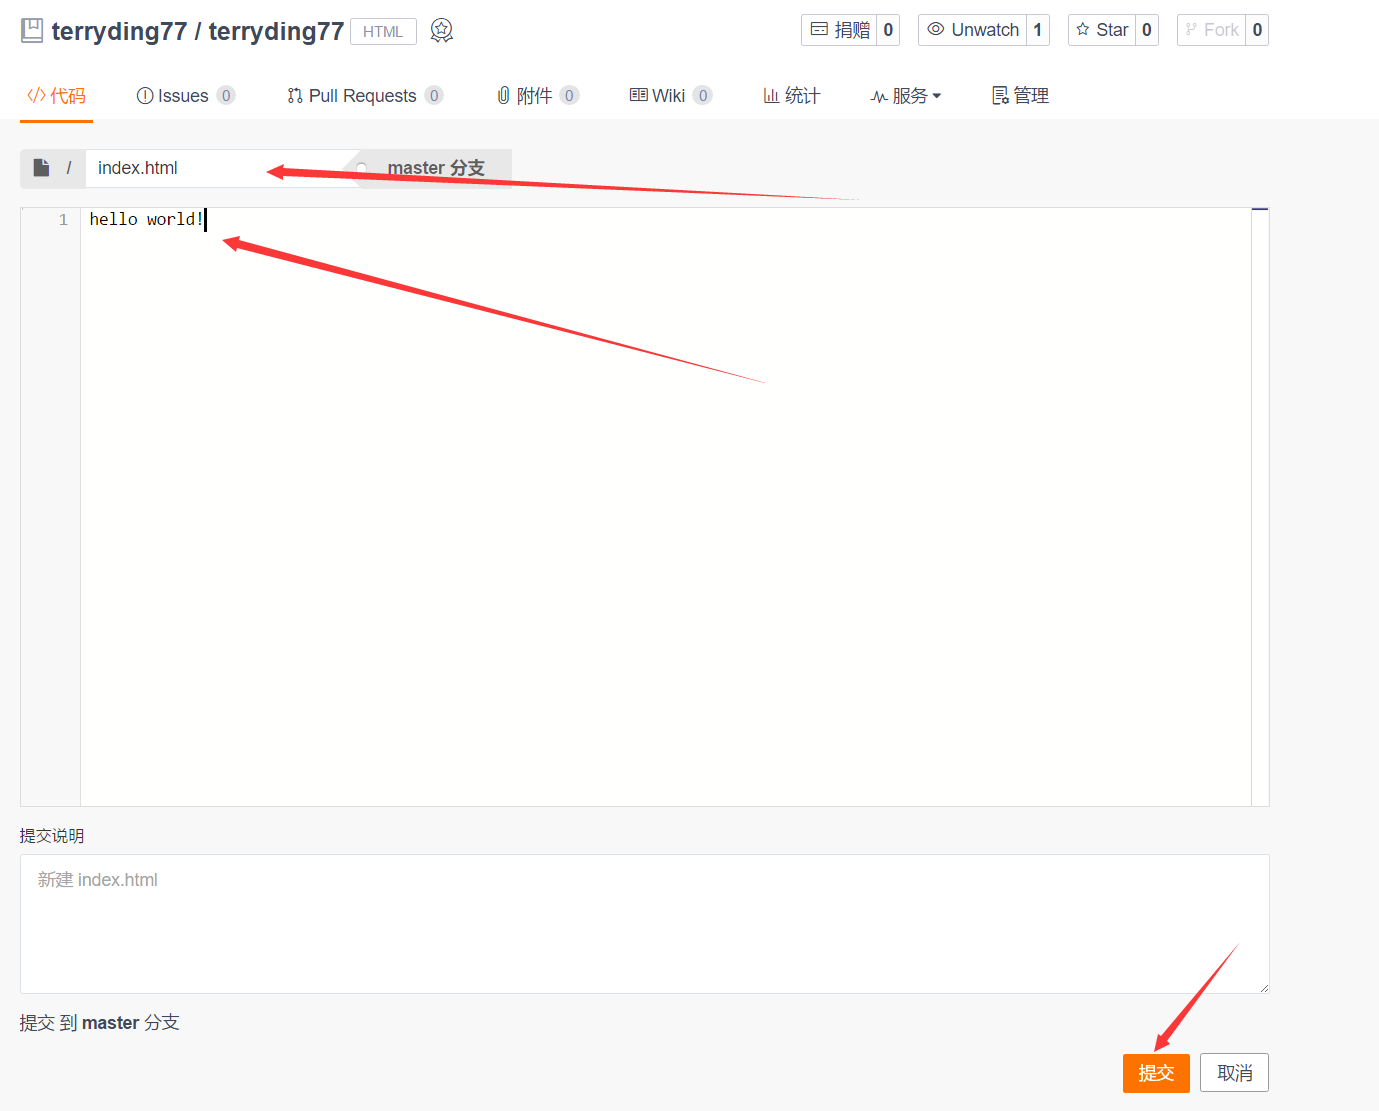 terryding77 / terryding77 HTML 捐赠 0 Unwatch 1 Star 0 Fork 0
代码 Issues 0 Pull Requests 0 附件 0 Wiki 0 统计 服务 管理
/ index.html master 分支
1 hello world!
提交说明
新建 index.html
提交 到 master 分支
提交 取消